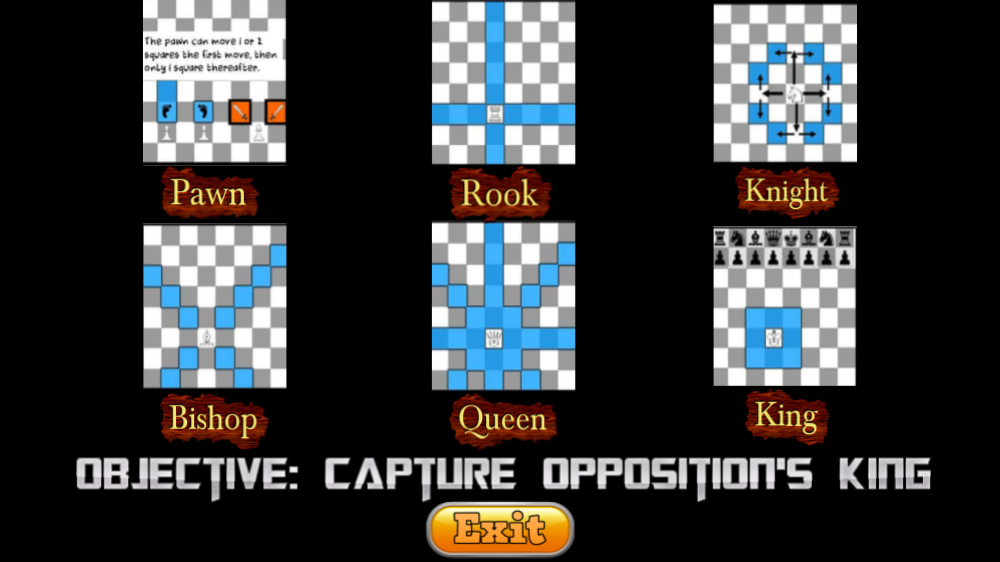 The pawn can move 1 or 2
squares the first move, then
only 1 square thereafter.
Pawn
Rook
Knight
Bishop
Queen
King
OBJECTIVE: CAPTURE OPPOSITION'S KING
Exit